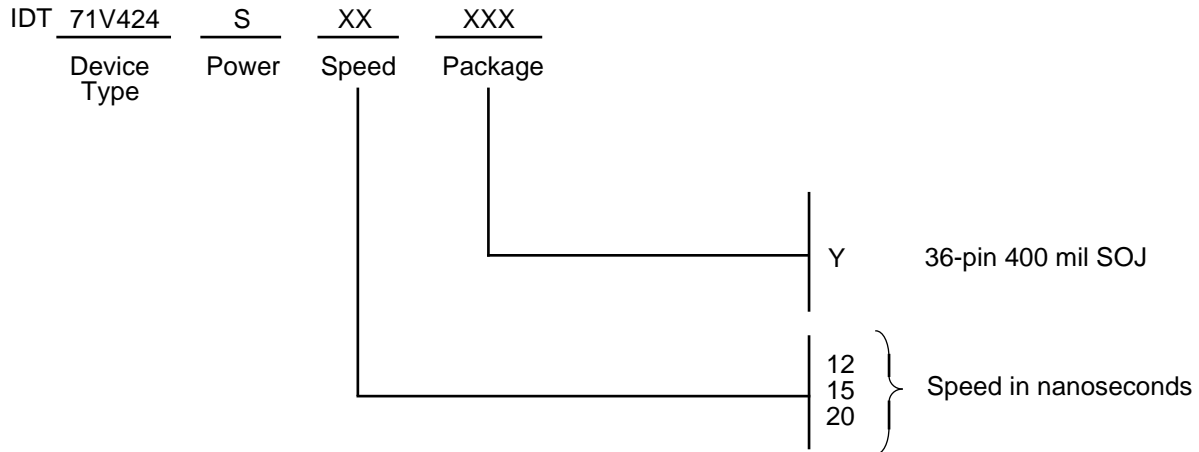 IDT 71V424 S XX XXX
Device Type Power Speed Package
Y 36-pin 400 mil SOJ
12
15
20
Speed in nanoseconds